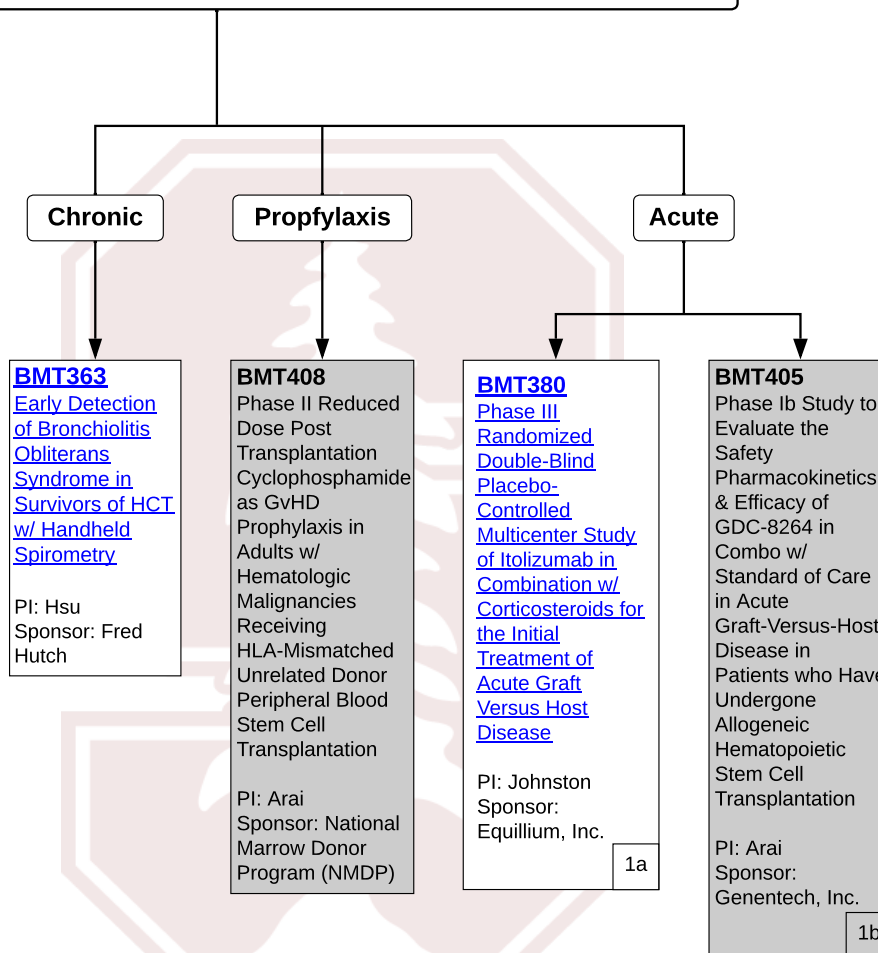 Chronic
Propfylaxis
Acute
BMT363
Early Detection
of Bronchiolitis
Obliterans
Syndrome in
Survivors of HCT
w/ Handheld
Spirometry
PI: Hsu
Sponsor: Fred
Hutch
BMT408
Phase II Reduced
Dose Post
Transplantation
Cyclophosphamide
as GvHD
Prophylaxis in
Adults w/
Hematologic
Malignancies
Receiving
HLA-Mismatched
Unrelated Donor
Peripheral Blood
Stem Cell
Transplantation
PI: Arai
Sponsor: National
Marrow Donor
Program (NMDP)
BMT380
Phase III
Randomized
Double-Blind
Placebo-
Controlled
Multicenter Study
of Itolizumab in
Combination w/
Corticosteroids for
the Initial
Treatment of
Acute Graft
Versus Host
Disease
PI: Johnston
Sponsor:
Equillium, Inc.
1a
BMT405
Phase Ib Study to
Evaluate the
Safety
Pharmacokinetics
& Efficacy of
GDC-8264 in
Combo w/
Standard of Care
in Acute
Graft-Versus-Host
Disease in
Patients who Have
Undergone
Allogeneic
Hematopoietic
Stem Cell
Transplantation
PI: Arai
Sponsor:
Genentech, Inc.
1b